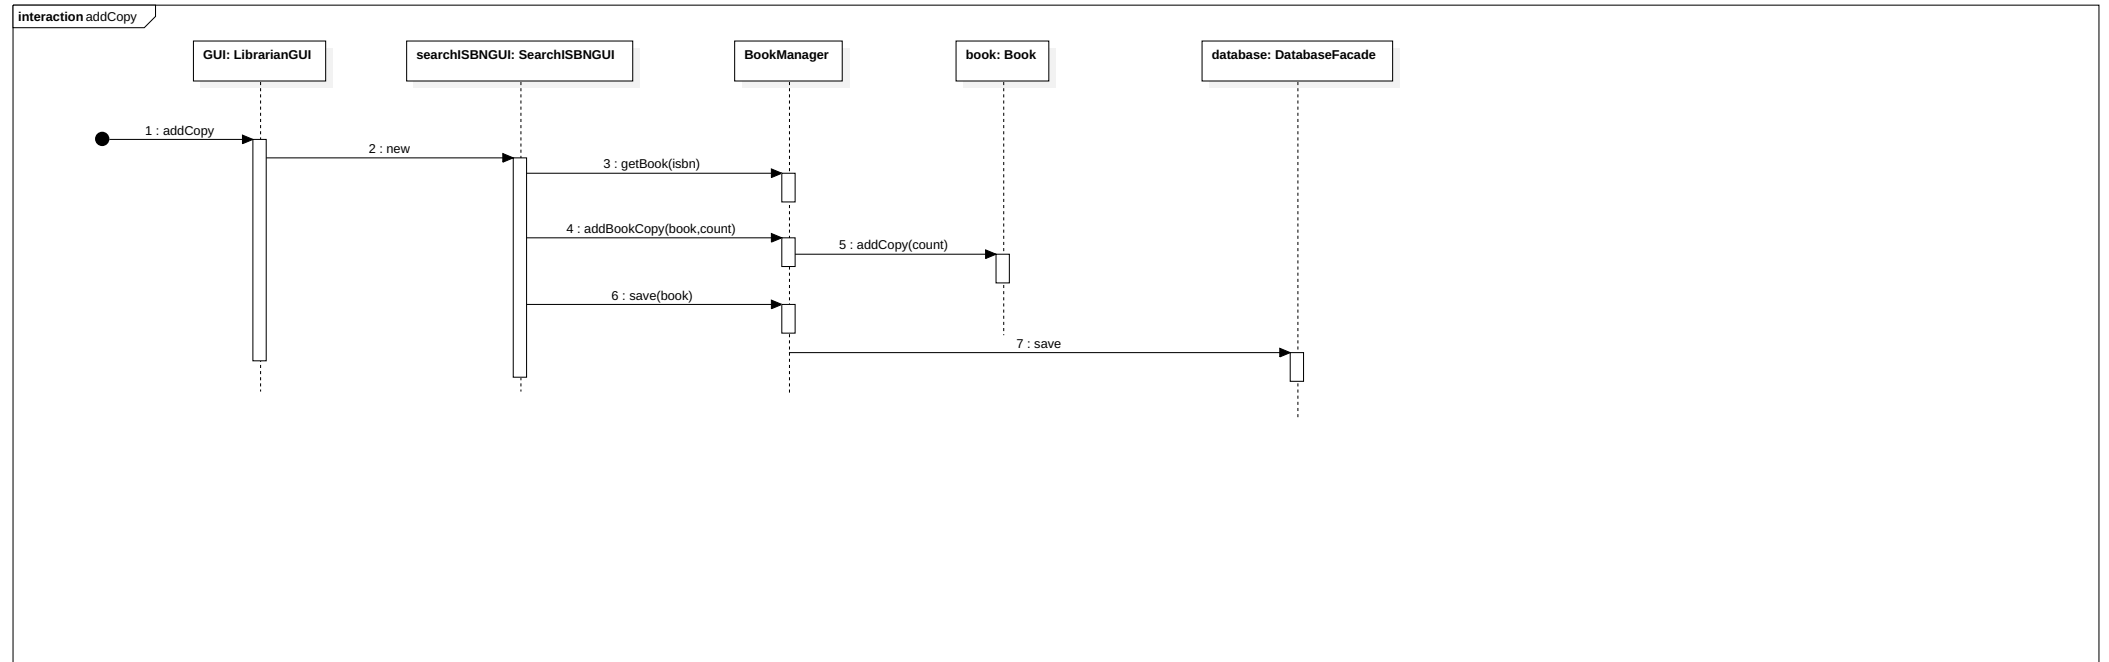 interaction addCopy
GUI: LibrarianGUI
searchISBNGUI: SearchISBNGUI
BookManager
book: Book
database: DatabaseFacade
1 : addCopy
2 : new
3 : getBook(isbn)
4 : addBookCopy(book,count)
5 : addCopy(count)
6 : save(book)
7 : save